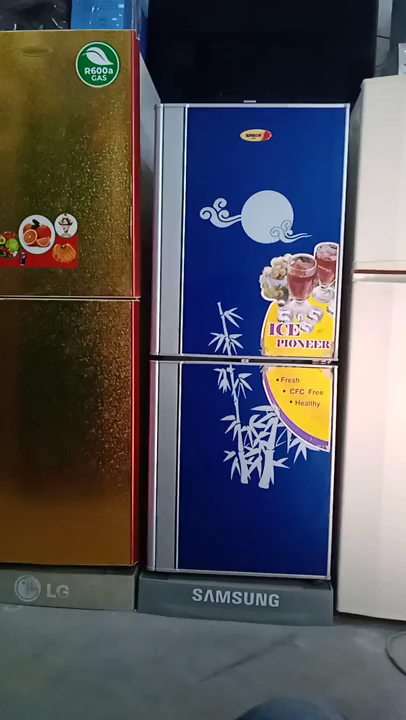 R600a
GAS
ICE
PIONEER
• Fresh
• CFC Free
• Healthy
LG
SAMSUNG